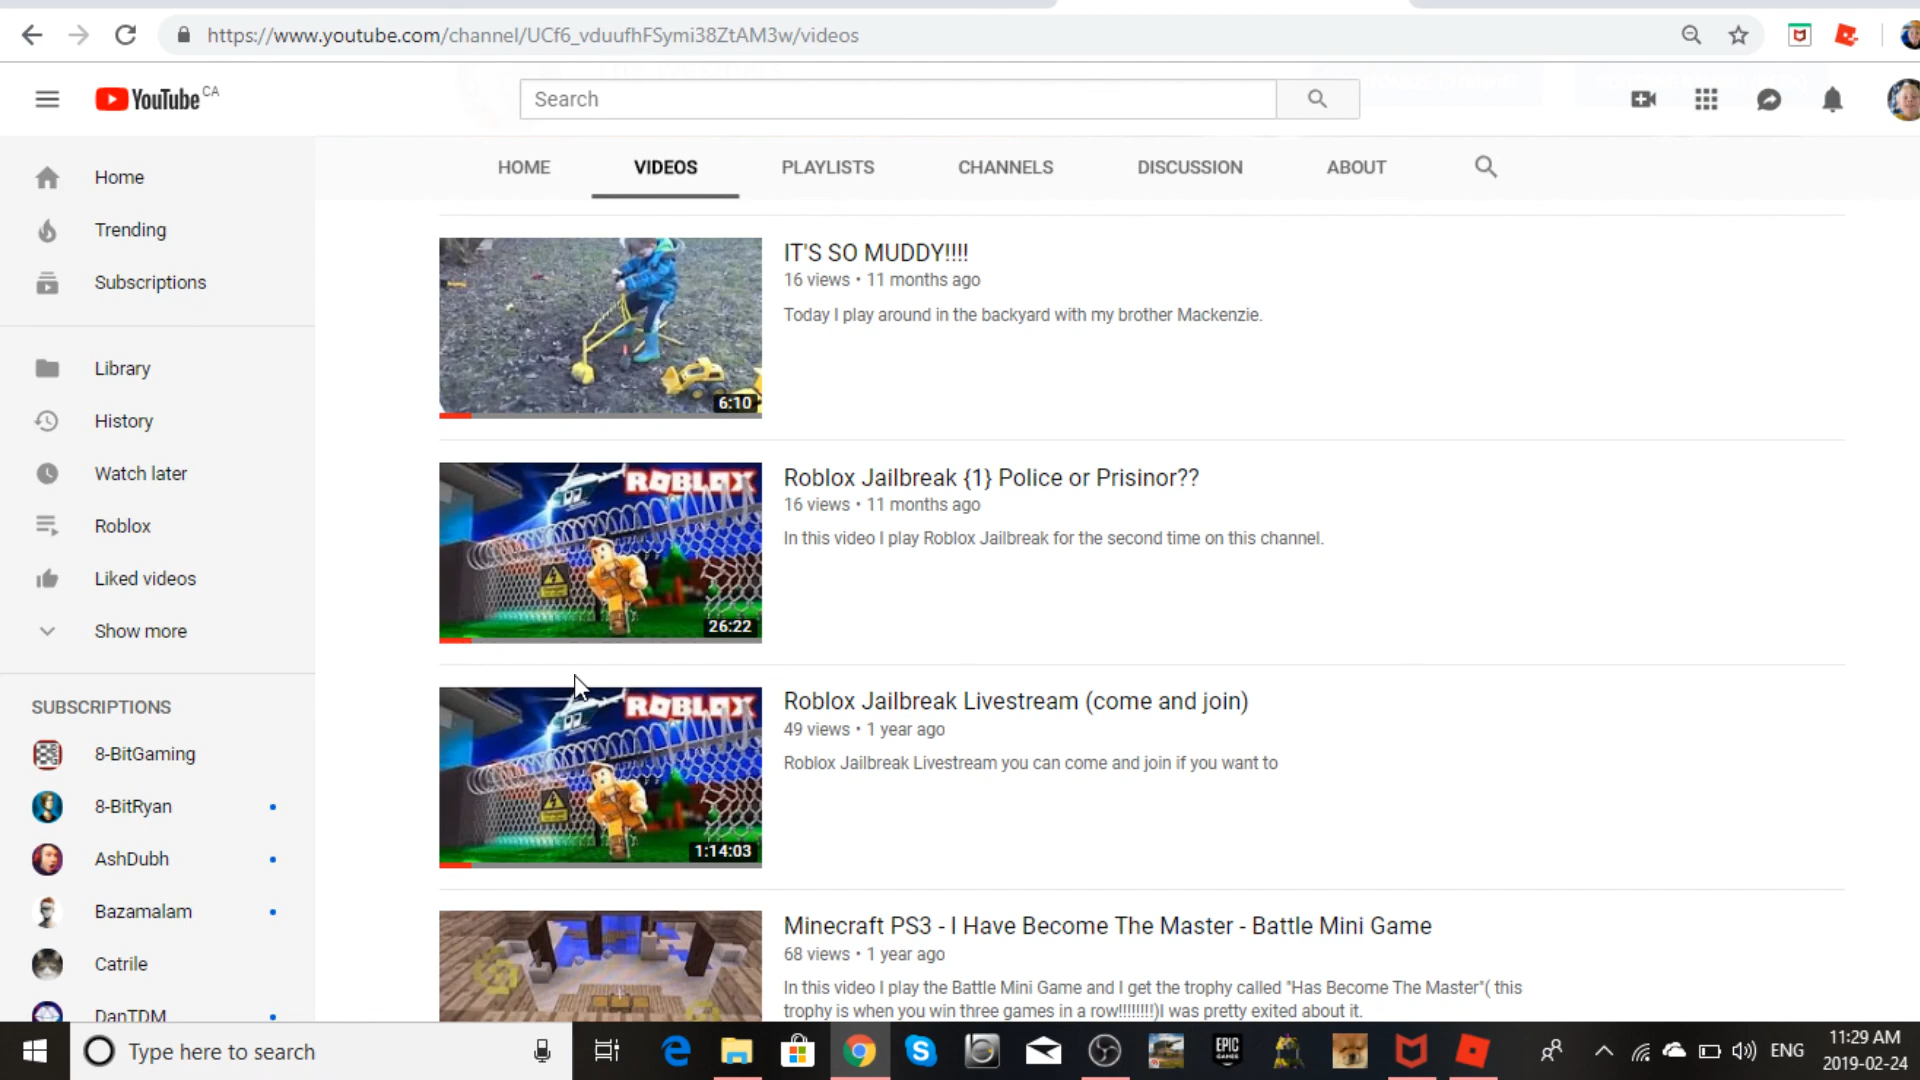 https://www.youtube.com/channel/UCf6_vduufhFSymi38ZtAM3w/videos
YouTube CA
Search
HOME VIDEOS PLAYLISTS CHANNELS DISCUSSION ABOUT
Home
Trending
Subscriptions
Library
History
Watch later
Roblox
Liked videos
Show more
SUBSCRIPTIONS
8-BitGaming
8-BitRyan
AshDubh
Bazamalam
Catrile
DanTDM
IT'S SO MUDDY!!!!
16 views • 11 months ago
Today I play around in the backyard with my brother Mackenzie.
6:10
Roblox Jailbreak {1} Police or Prisinor??
16 views • 11 months ago
In this video I play Roblox Jailbreak for the second time on this channel.
ROBLOX
26:22
Roblox Jailbreak Livestream (come and join)
49 views • 1 year ago
Roblox Jailbreak Livestream you can come and join if you want to
ROBLOX
1:14:03
Minecraft PS3 - I Have Become The Master - Battle Mini Game
68 views • 1 year ago
In this video I play the Battle Mini Game and I get the trophy called "Has Become The Master"( this
trophy is when you win three games in a row!!!!!!!!)I was pretty exited about it.
Type here to search
EPIC
GAMES
ENG
11:29 AM
2019-02-24